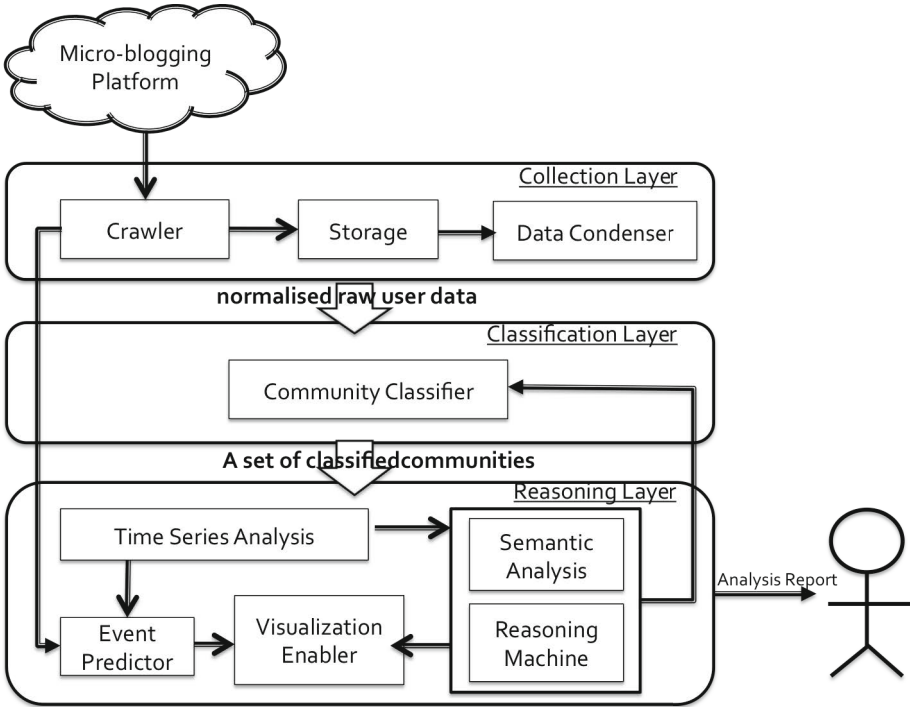 Micro-blogging
Platform
Collection Layer
Crawler
Storage
Data Condenser
normalised raw user data
Classification Layer
Community Classifier
A set of classifiedcommunities
Reasoning Layer
Time Series Analysis
Semantic
Analysis
Analysis Report
Event
Predictor
Visualization
Enabler
Reasoning
Machine